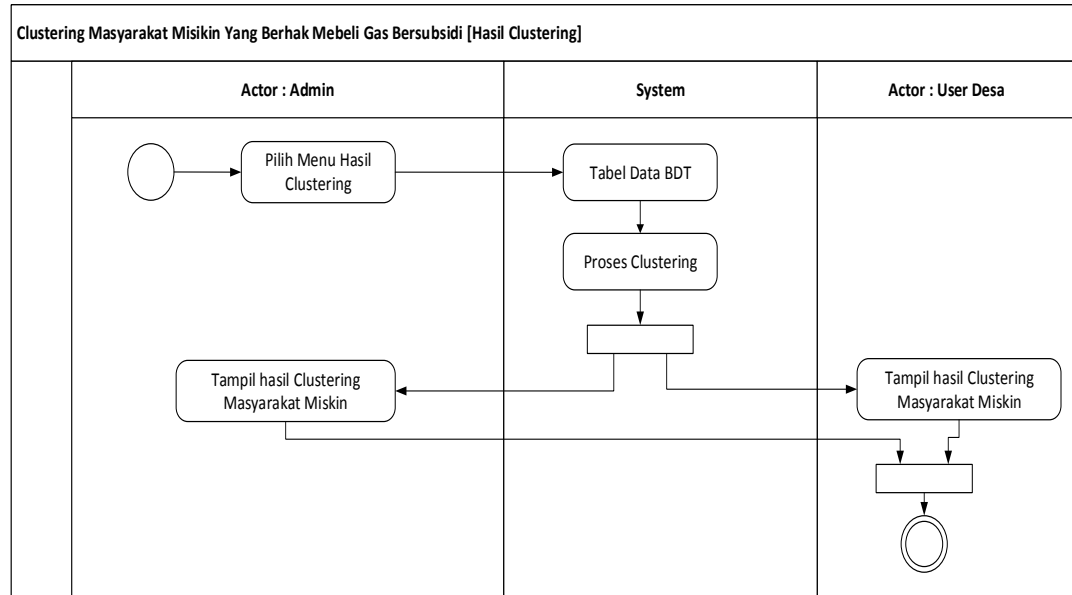 Clustering Masyarakat Misikin Yang Berhak Mebeli Gas Bersubsidi [Hasil Clustering]
Actor : Admin
System
Actor : User Desa
Pilih Menu Hasil
Clustering
Tabel Data BDT
Proses Clustering
Tampil hasil Clustering
Masyarakat Miskin
Tampil hasil Clustering
Masyarakat Miskin